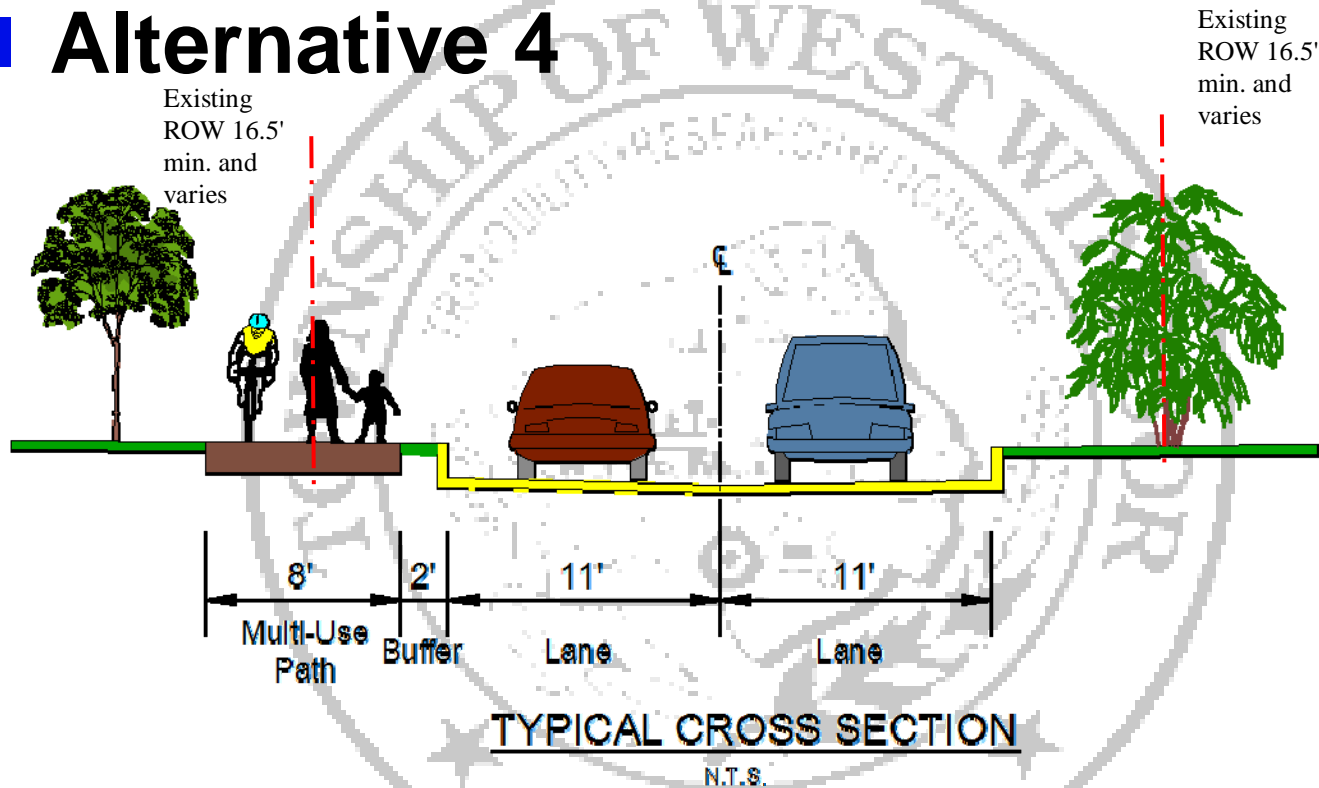 Alternative 4
Existing
ROW 16.5'
min. and
varies
Existing
ROW 16.5'
min. and
varies
TOWNSHIP OF WEST WINDSOR
℄
8'
2'
11'
11'
Multi-Use
Path
Buffer
Lane
Lane
TYPICAL CROSS SECTION
N.T.S.